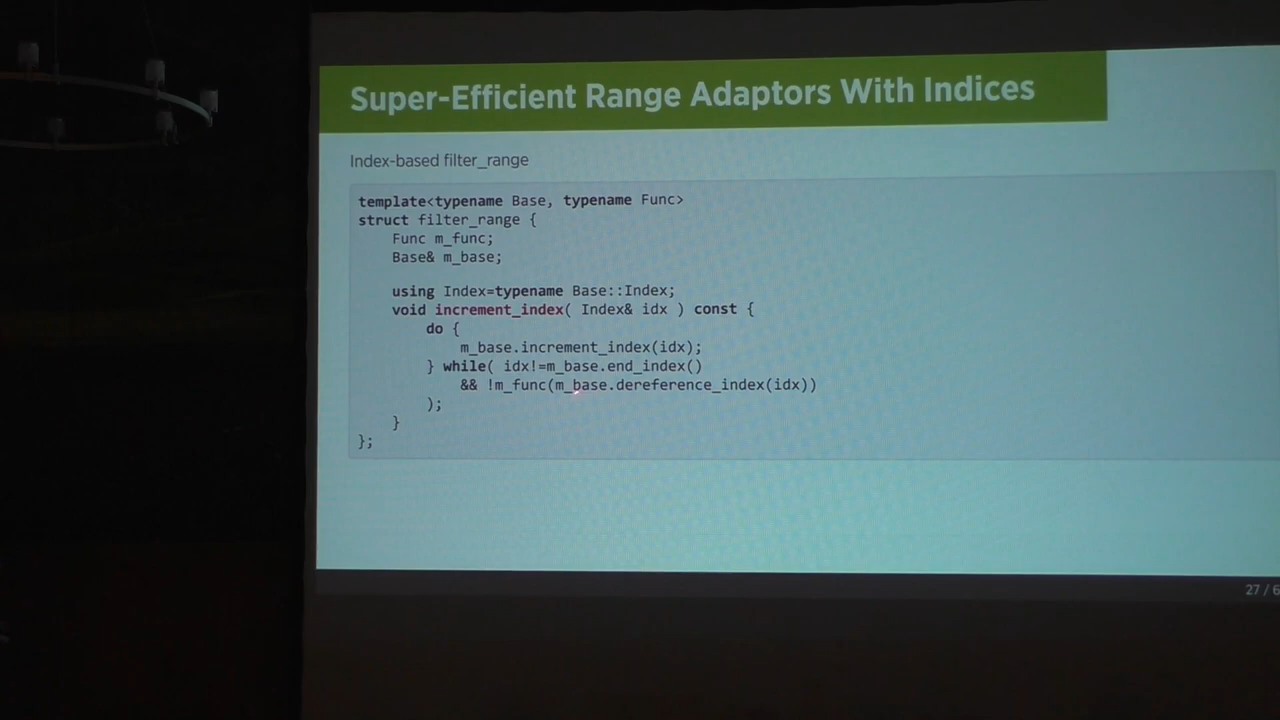 Super-Efficient Range Adaptors With Indices
Index-based filter_range
template<typename Base, typename Func>
struct filter_range {
    Func m_func;
    Base& m_base;
    using Index=typename Base::Index;
    void increment_index( Index& idx ) const {
        do {
            m_base.increment_index(idx);
        } while( idx!=m_base.end_index()
            && !m_func(m_base.dereference_index(idx))
        );
    }
};
27 / 6